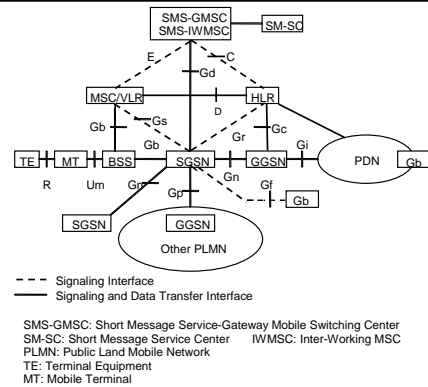 SMS-GMSC
SMS-IWMSC
SM-SC
E
C
Gd
MSC/VLR
HLR
D
Gb
Gs
Gr
Gc
Gb
Gi
TE
MT
BSS
SGSN
GGSN
PDN
Gb
R
Um
Gn
Gn
Gp
Gf
Gb
SGSN
GGSN
Other PLMN
Signaling Interface
Signaling and Data Transfer Interface
SMS-GMSC: Short Message Service-Gateway Mobile Switching Center
SM-SC: Short Message Service Center IWMSC: Inter-Working MSC
PLMN: Public Land Mobile Network
TE: Terminal Equipment
MT: Mobile Terminal